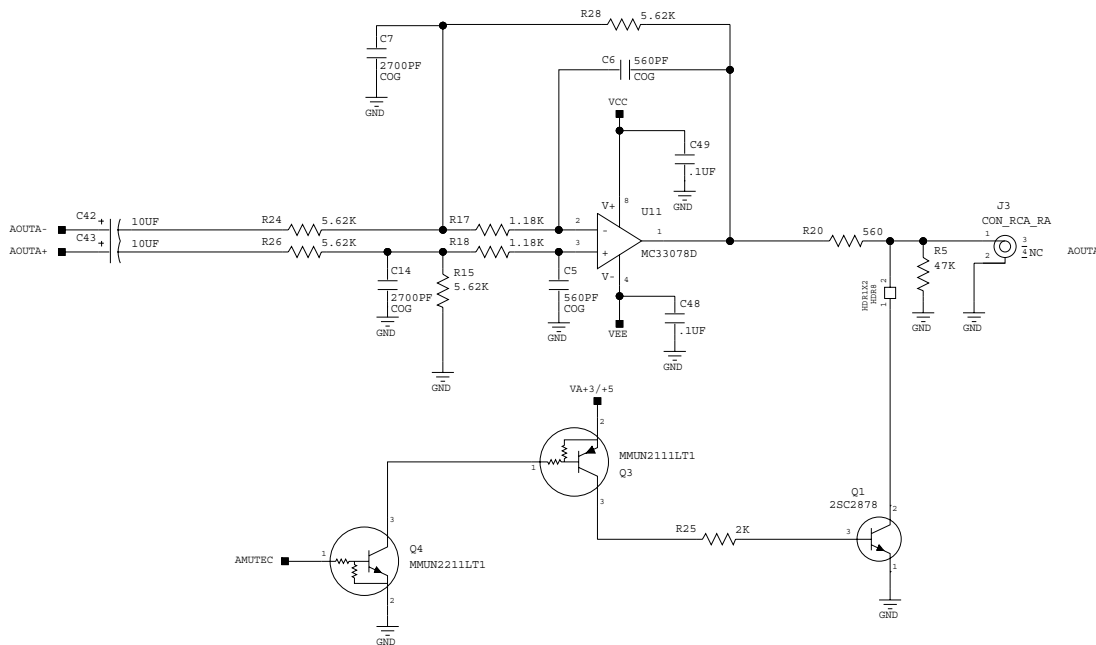 R28 5.62K
C7
2700PF
COG
GND
C6 560PF
COG
VCC
C49
.1UF
GND
V+ 8
U11
AOUTA-
C42 + 10UF
R24 5.62K
R17 1.18K
2 -
1
MC33078D
AOUTA+
C43 + 10UF
R26 5.62K
R18 1.18K
3 +
V- 4
R20 560
J3
CON_RCA_RA
1
2
3
4
NC
AOUTA
R5
47K
GND
GND
HDR1X2
HDR8
2
1
C14
2700PF
COG
GND
R15
5.62K
GND
C5
560PF
COG
GND
C48
.1UF
GND
VEE
VA+3/+5
2
MMUN2111LT1
Q3
1
3
R25 2K
Q1
2SC2878
2
3
1
GND
AMUTEC
1
3
Q4
MMUN2211LT1
2
GND